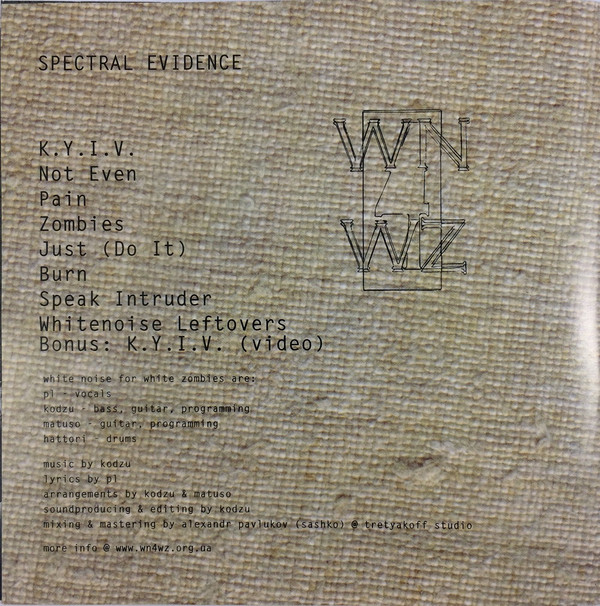 SPECTRAL EVIDENCE
WN
4
WZ
K.Y.I.V.
Not Even
Pain
Zombies
Just (Do It)
Burn
Speak Intruder
Whitenoise Leftovers
Bonus: K.Y.I.V. (video)
white noise for white zombies are:
pl - vocals
kodzu - bass, guitar, programming
matuso - guitar, programming
hattori - drums
music by kodzu
lyrics by pl
arrangements by kodzu & matuso
soundproducing & editing by kodzu
mixing & mastering by alexandr pavlukov (sashko) @ tretyakoff studio
more info @ www.wn4wz.org.ua